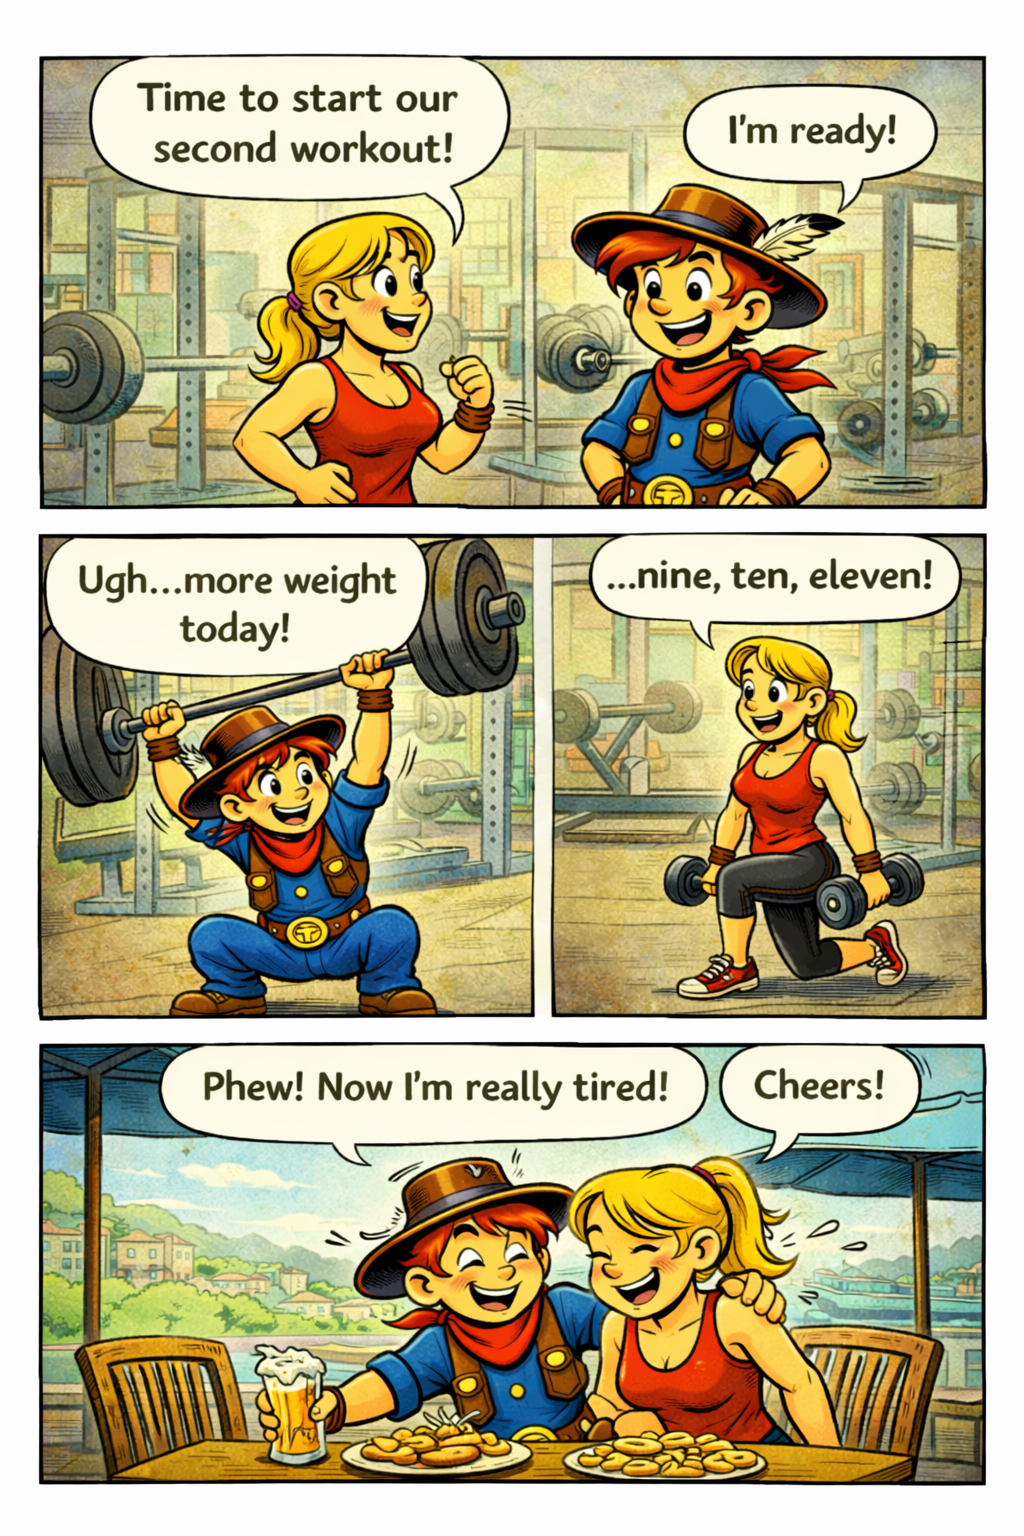 Time to start our
second workout!
I'm ready!
Ugh...more weight
today!
...nine, ten, eleven!
Phew! Now I'm really tired!
Cheers!